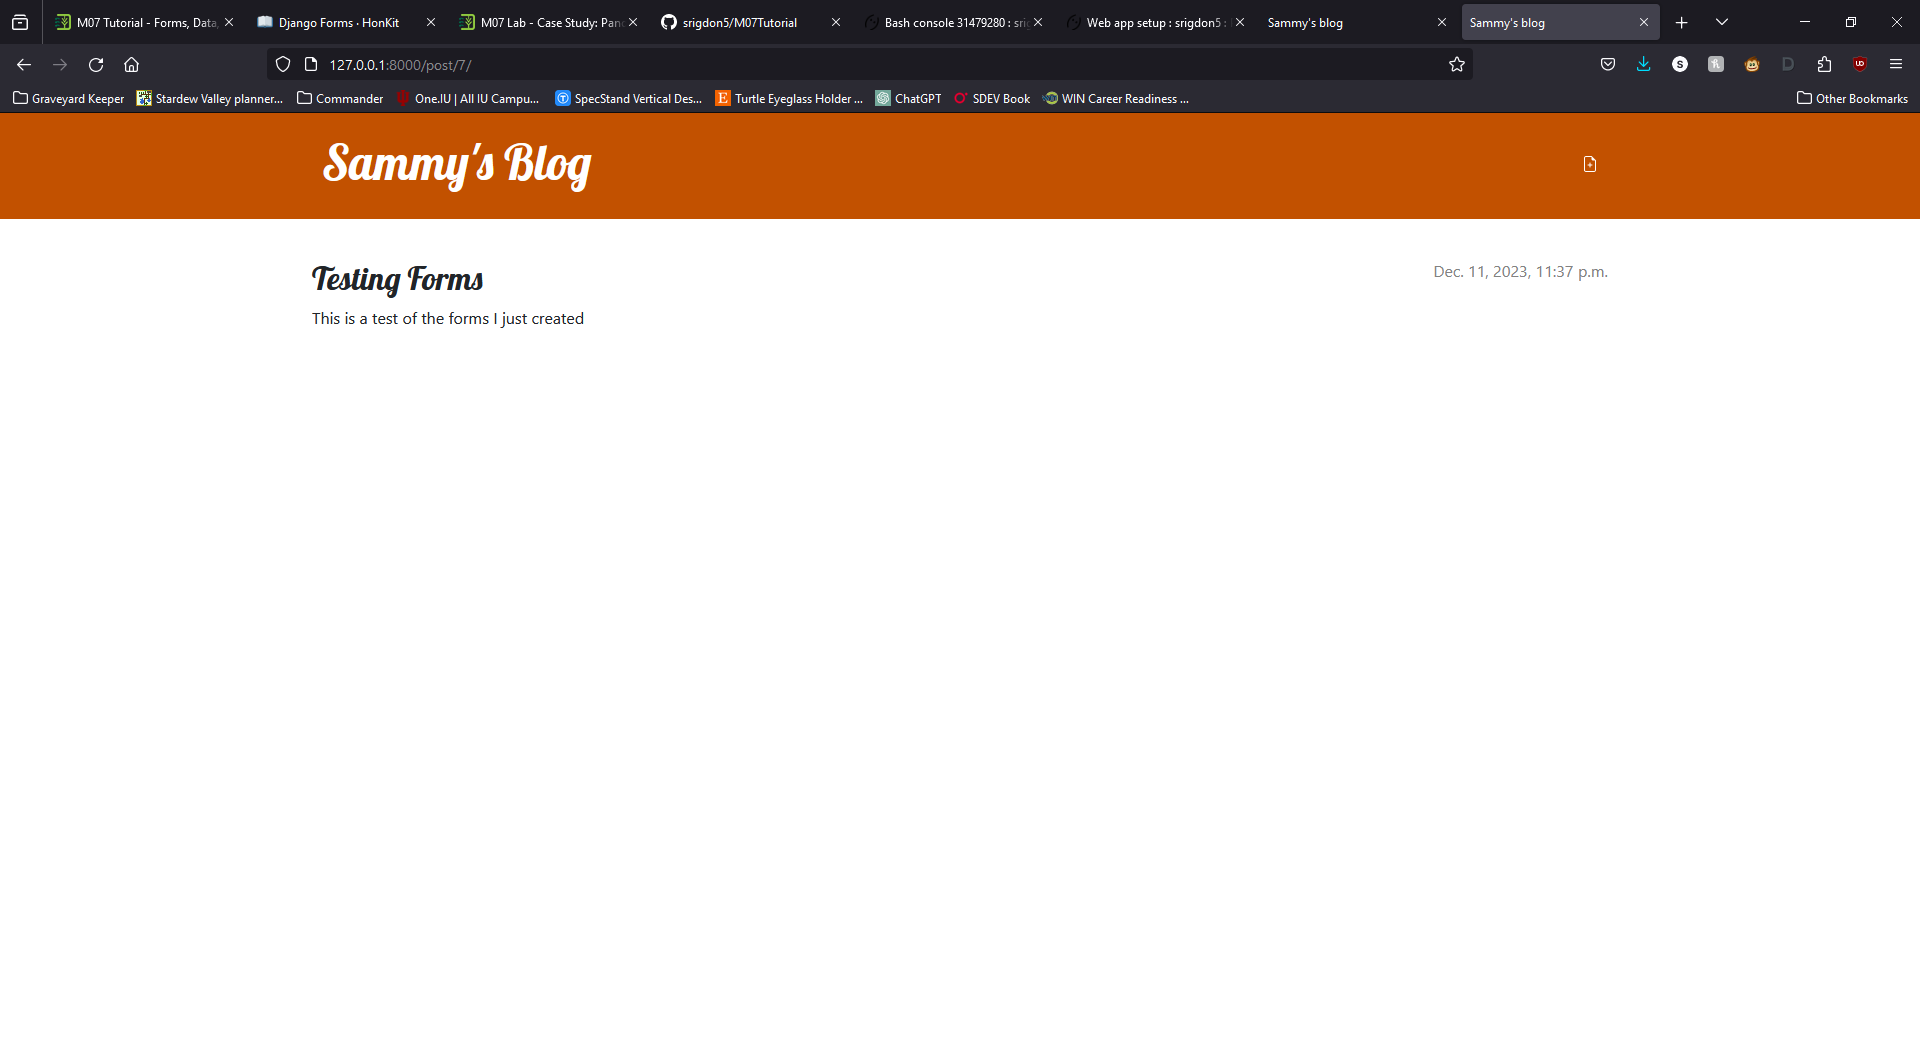 M07 Tutorial - Forms, Data,
Django Forms · HonKit
M07 Lab - Case Study: Panc
srigdon5/M07Tutorial
Bash console 31479280 : srig
Web app setup : srigdon5 :
Sammy's blog
Sammy's blog
127.0.0.1:8000/post/7/
S
D
UD
Graveyard Keeper
Stardew Valley planner...
Commander
One.IU | All IU Campu...
SpecStand Vertical Des...
E
Turtle Eyeglass Holder ...
ChatGPT
SDEV Book
WIN Career Readiness ...
Other Bookmarks
Sammy's Blog
Testing Forms
Dec. 11, 2023, 11:37 p.m.
This is a test of the forms I just created